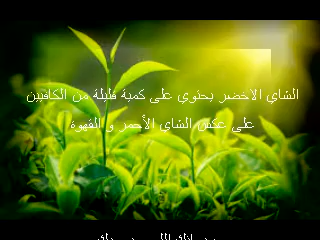 الشاي الاخضر يحتوي على كمية قليلة من الكافيين
على عكس الشاي الأحمر و القهوة